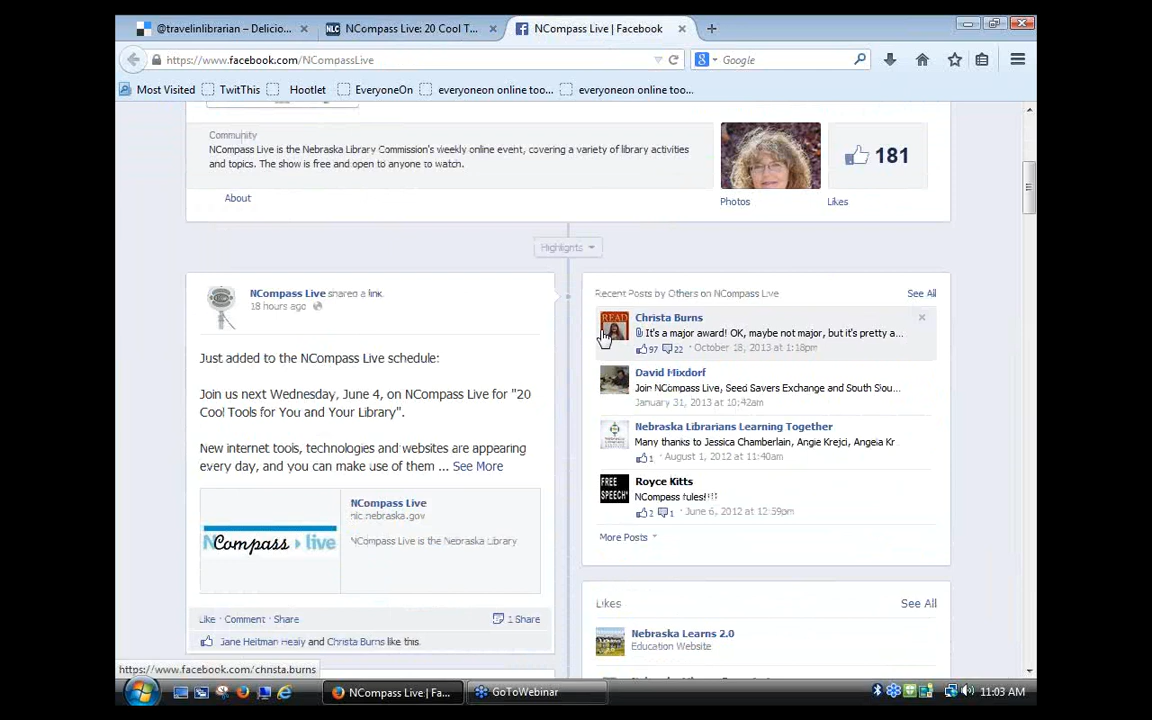 @travelinlibrarian – Delicio...
NCompass Live: 20 Cool T...
NCompass Live | Facebook
https://www.facebook.com/NCompassLive
Google
Most Visited
TwitThis
Hootlet
EveryoneOn
everyoneon online too...
everyoneon online too...
Community
NCompass Live is the Nebraska Library Commission's weekly online event, covering a variety of library activities
and topics. The show is free and open to anyone to watch.
About
Photos
181
Likes
Highlights
NCompass Live shared a link.
18 hours ago
Just added to the NCompass Live schedule:
Join us next Wednesday, June 4, on NCompass Live for "20
Cool Tools for You and Your Library".
New internet tools, technologies and websites are appearing
every day, and you can make use of them ... See More
NCompass live
NCompass Live
nlc.nebraska.gov
NCompass Live is the Nebraska Library
Like · Comment · Share
1 Share
Jane Heitman Healy and Christa Burns like this.
Recent Posts by Others on NCompass Live
See All
READ
Christa Burns
It's a major award! OK, maybe not major, but it's pretty a...
97 22 · October 18, 2013 at 1:18pm
David Mixdorf
Join NCompass Live, Seed Savers Exchange and South Siou...
January 31, 2013 at 10:42am
Nebraska Librarians Learning Together
Many thanks to Jessica Chamberlain, Angie Krejci, Angela Kr
1 · August 1, 2012 at 11:40am
FREE
SPEECH*
Royce Kitts
NCompass rules!!!!
2 1 · June 6, 2012 at 12:59pm
More Posts
Likes
See All
Nebraska Learns 2.0
Education Website
https://www.facebook.com/christa.burns
NCompass Live | Fa...
GoToWebinar
11:03 AM